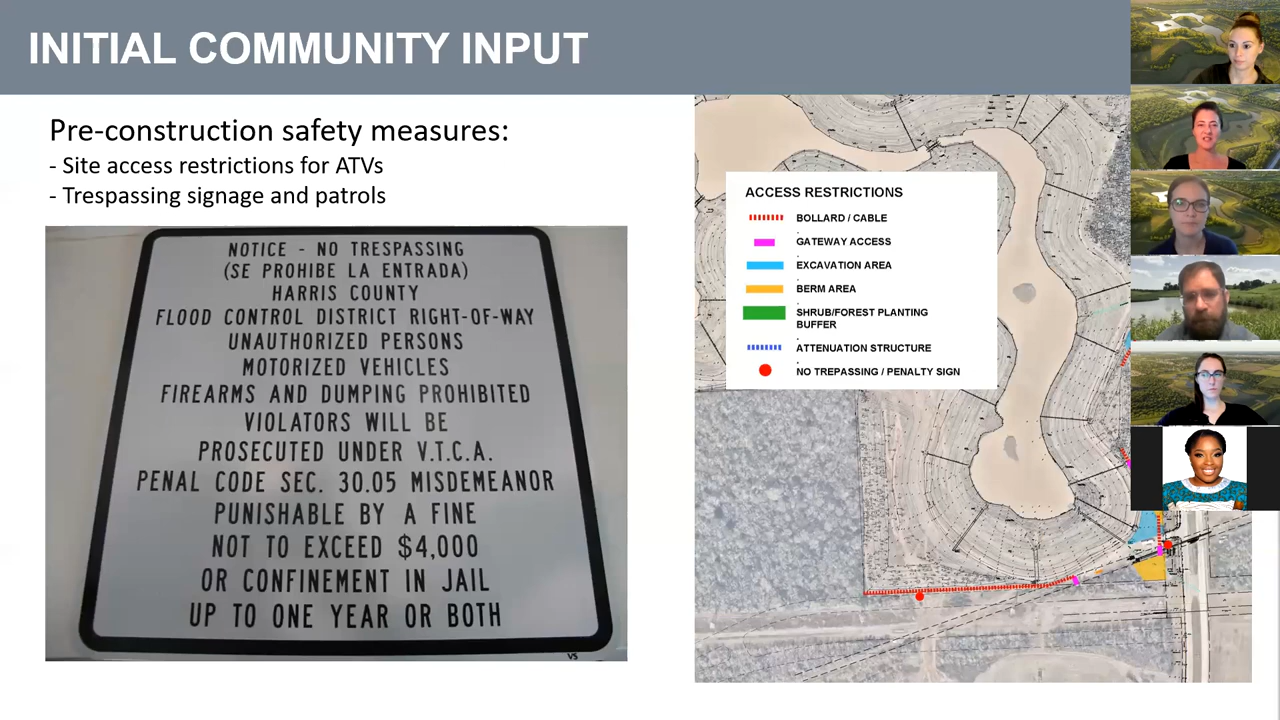 INITIAL COMMUNITY INPUT
Pre-construction safety measures:
- Site access restrictions for ATVs
- Trespassing signage and patrols
NOTICE - NO TRESPASSING
(SE PROHIBE LA ENTRADA)
HARRIS COUNTY
FLOOD CONTROL DISTRICT RIGHT-OF-WAY
UNAUTHORIZED PERSONS
MOTORIZED VEHICLES
FIREARMS AND DUMPING PROHIBITED
VIOLATORS WILL BE
PROSECUTED UNDER V.T.C.A.
PENAL CODE SEC. 30.05 MISDEMEANOR
PUNISHABLE BY A FINE
NOT TO EXCEED $4,000
OR CONFINEMENT IN JAIL
UP TO ONE YEAR OR BOTH
VS
ACCESS RESTRICTIONS
BOLLARD / CABLE
GATEWAY ACCESS
EXCAVATION AREA
BERM AREA
SHRUB/FOREST PLANTING
BUFFER
ATTENUATION STRUCTURE
NO TREPASSING / PENALTY SIGN